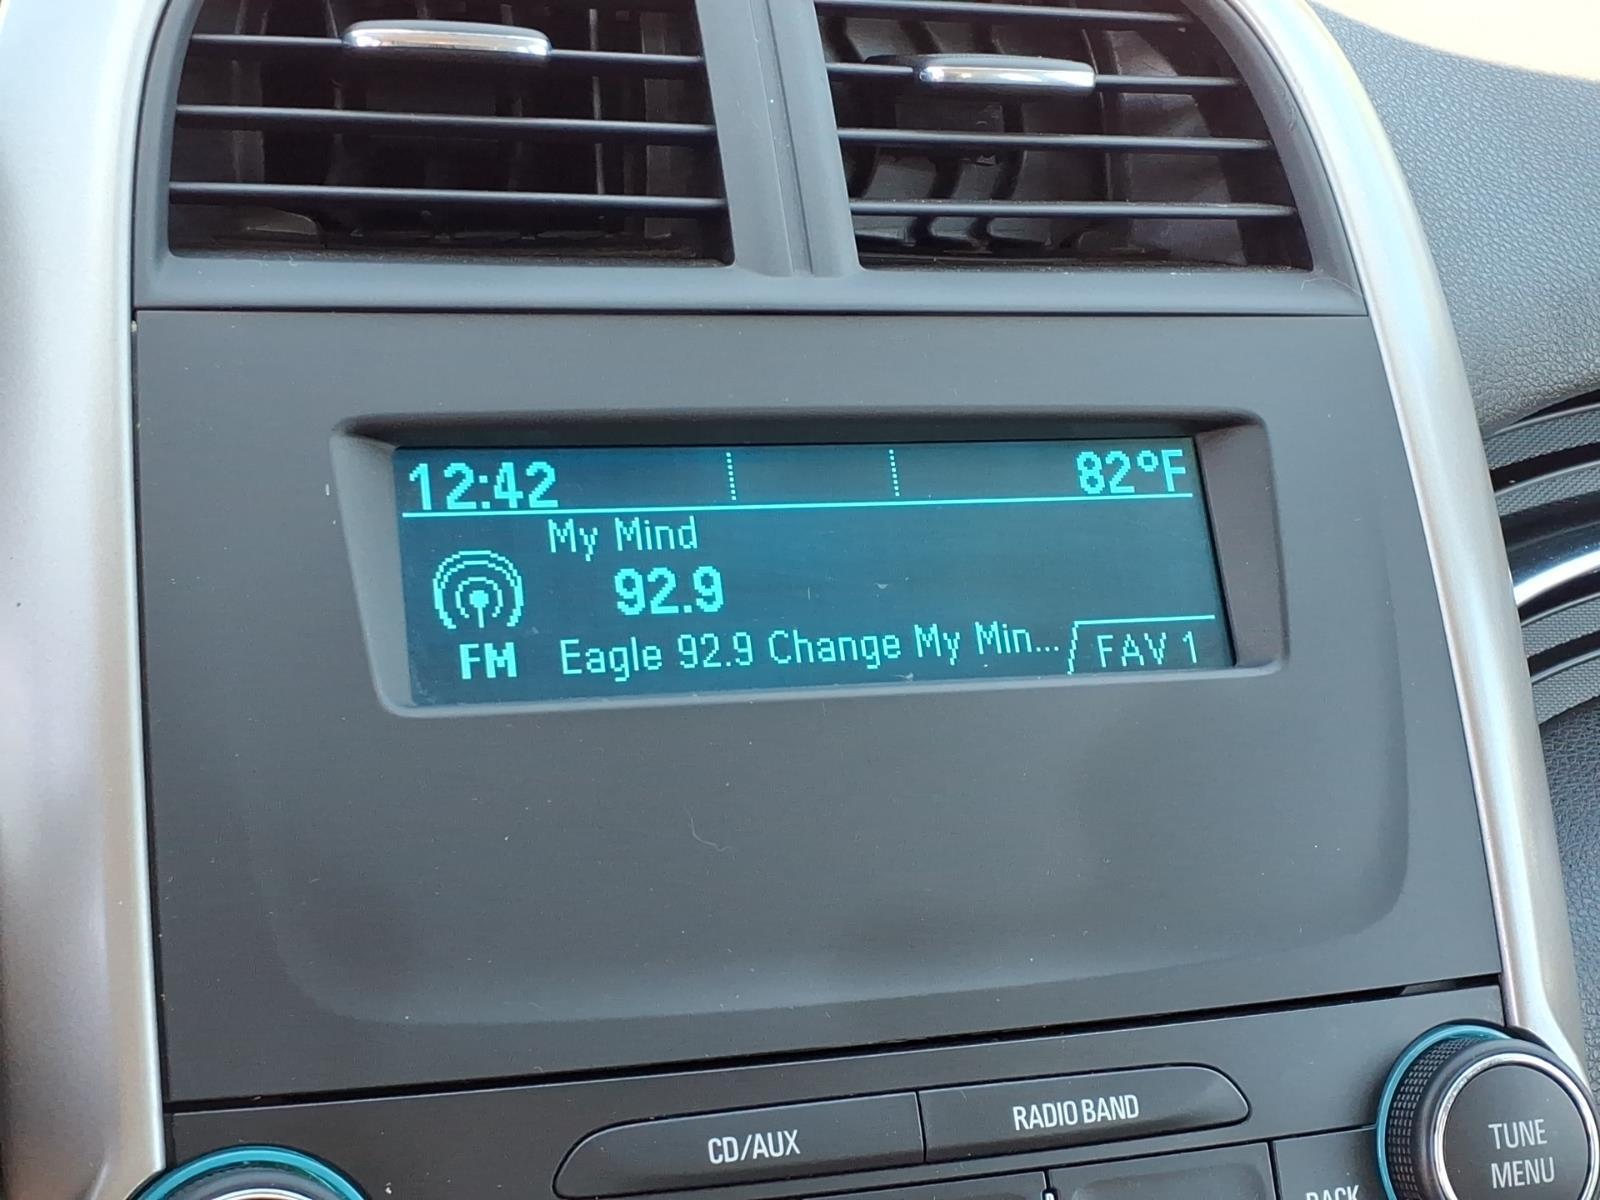 12:42 82°F
My Mind
92.9
FM Eagle 92.9 Change My Min... FAV 1
CD/AUX RADIO BAND
TUNE
MENU
BACK